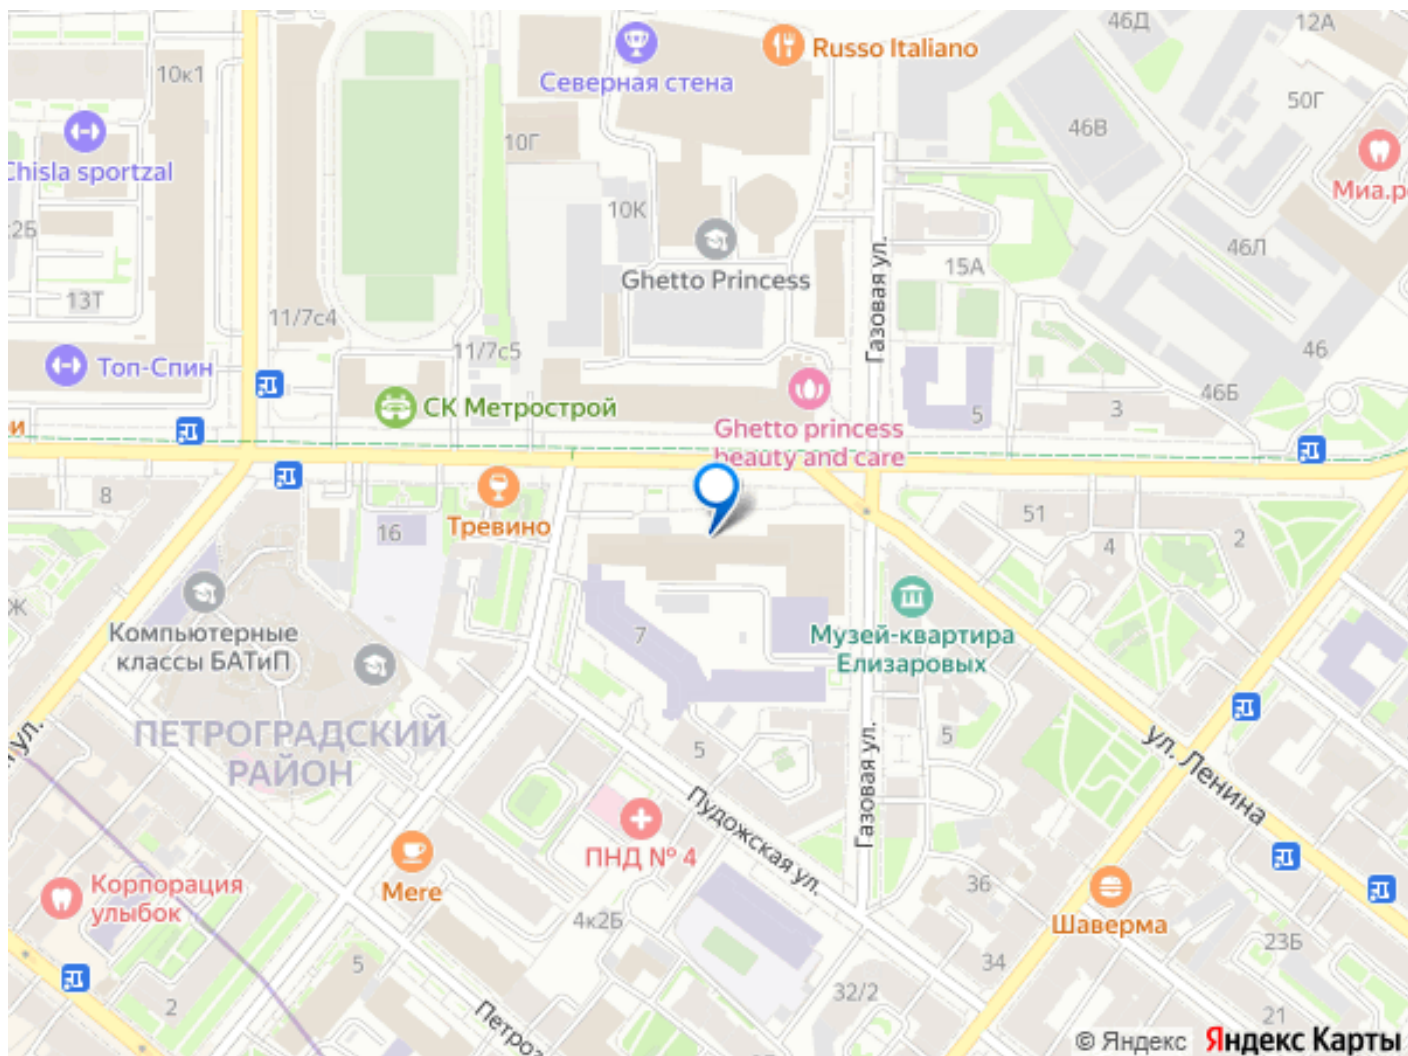 46Д
12А
Russo Italiano
Северная стена
10к1
50Г
46В
10Г
Chisla sportzal
Миа.р
10К
2Б
Газовая ул.
46Л
15А
Ghetto Princess
13Т
11/7с4
11/7с5
46
Топ-Спин
46Б
СК Метрострой
3
5
Ghetto princess
beauty and care
и
8
Тревино
16
51
4
2
Ж
Компьютерные
классы БАТиП
7
Музей-квартира
Елизаровых
ПЕТРОГРАДСКИЙ
РАЙОН
ул.
5
5
ул. Ленина
Газовая ул.
Пудожская ул.
ПНД № 4
Mere
Корпорация
улыбок
36
Шаверма
4к2Б
23Б
5
34
32/2
2
21
Петроз
© Яндекс Яндекс Карты